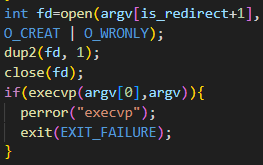 int fd=open(argv[is_redirect+1],
O_CREAT | O_WRONLY);
dup2(fd, 1);
close(fd);
if(execvp(argv[0],argv)){
perror("execvp");
exit(EXIT_FAILURE);
}